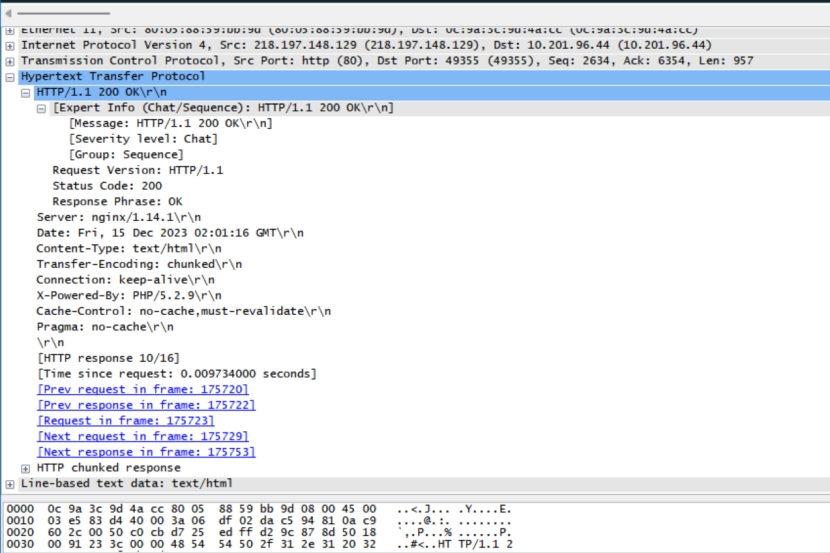 Ethernet II, Src: 80:05:88:59:bb:9d (80:05:88:59:bb:9d), Dst: 0c:9a:3c:9d:4a:cc (0c:9a:3c:9d:4a:cc)
Internet Protocol Version 4, Src: 218.197.148.129 (218.197.148.129), Dst: 10.201.96.44 (10.201.96.44)
Transmission Control Protocol, Src Port: http (80), Dst Port: 49355 (49355), Seq: 2634, Ack: 6354, Len: 957
Hypertext Transfer Protocol
HTTP/1.1 200 OK\r\n
[Expert Info (Chat/Sequence): HTTP/1.1 200 OK\r\n]
[Message: HTTP/1.1 200 OK\r\n]
[Severity level: Chat]
[Group: Sequence]
Request Version: HTTP/1.1
Status Code: 200
Response Phrase: OK
Server: nginx/1.14.1\r\n
Date: Fri, 15 Dec 2023 02:01:16 GMT\r\n
Content-Type: text/html\r\n
Transfer-Encoding: chunked\r\n
Connection: keep-alive\r\n
X-Powered-By: PHP/5.2.9\r\n
Cache-Control: no-cache,must-revalidate\r\n
Pragma: no-cache\r\n
\r\n
[HTTP response 10/16]
[Time since request: 0.009734000 seconds]
[Prev request in frame: 175720]
[Prev response in frame: 175722]
[Request in frame: 175723]
[Next request in frame: 175729]
[Next response in frame: 175753]
HTTP chunked response
Line-based text data: text/html
0000 0c 9a 3c 9d 4a cc 80 05 88 59 bb 9d 08 00 45 00 ..<.J... .Y....E.
0010 03 e5 83 d4 40 00 3a 06 df 02 da c5 94 81 0a c9 ....@.:. ........
0020 60 2c 00 50 c0 cb d7 25 ed ff d2 9c 87 8d 50 18 `,.P...% ......P.
0030 00 91 23 3c 00 00 48 54 54 50 2f 31 2e 31 20 32 ..#<..HT TP/1.1 2